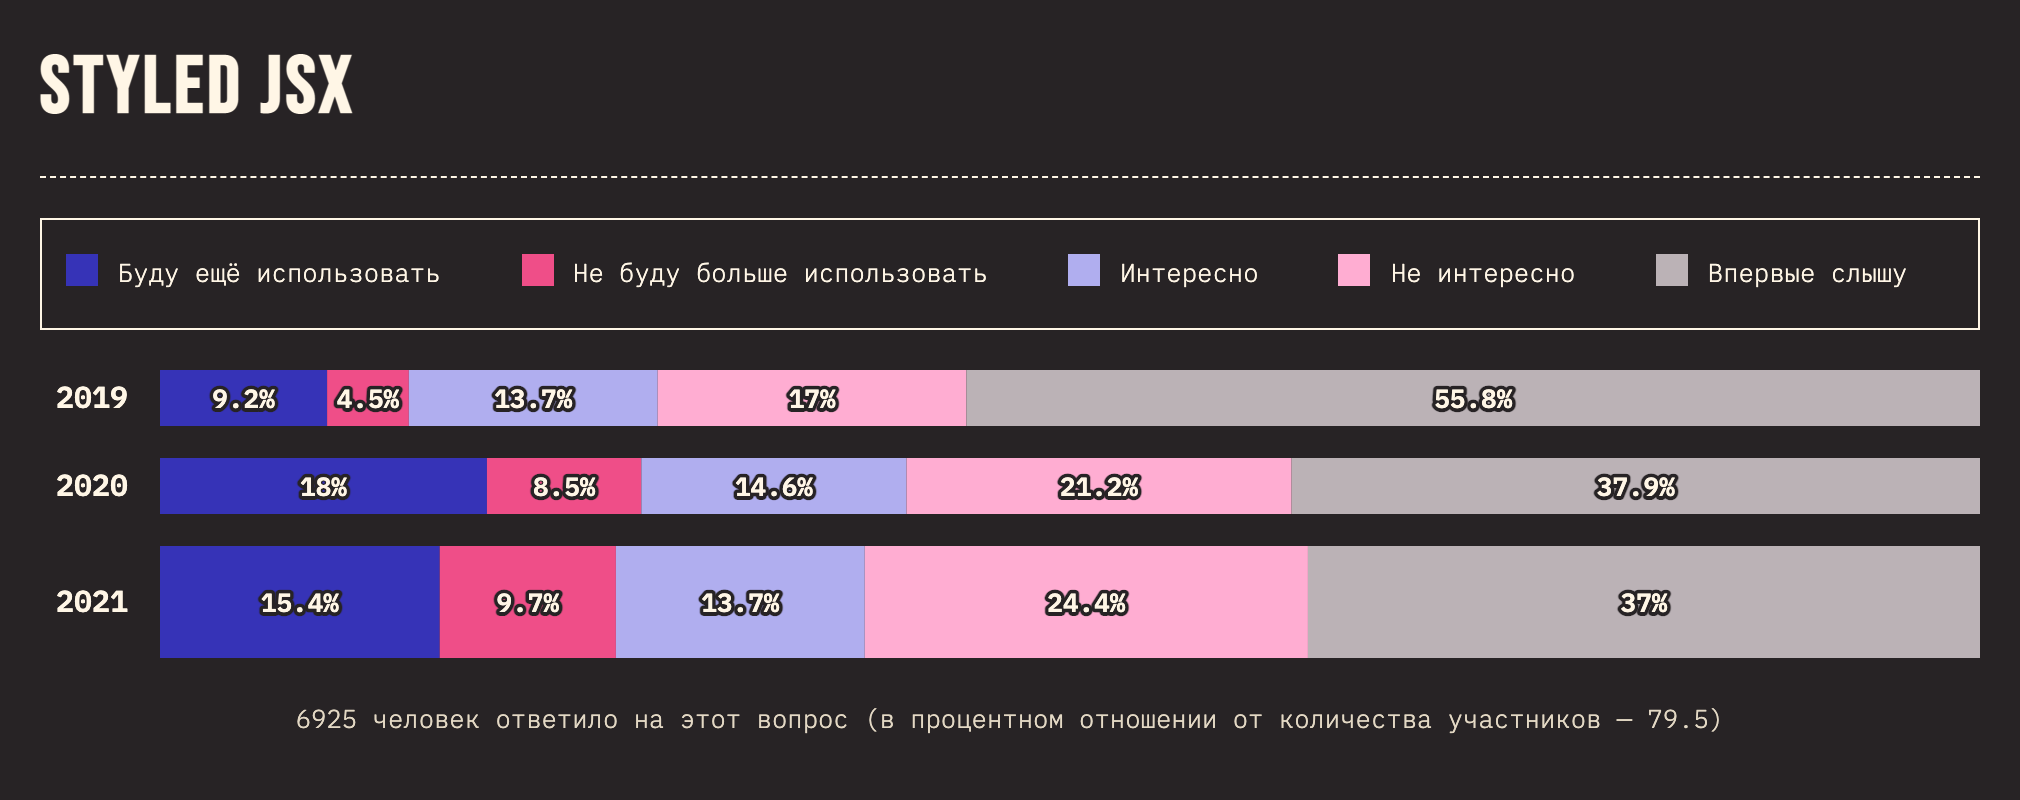 STYLED JSX
Буду ещё использовать Не буду больше использовать Интересно Не интересно Впервые слышу
2019 9.2% 4.5% 13.7% 17% 55.8%
2020 18% 8.5% 14.6% 21.2% 37.9%
2021 15.4% 9.7% 13.7% 24.4% 37%
6925 человек ответило на этот вопрос (в процентном отношении от количества участников — 79.5)